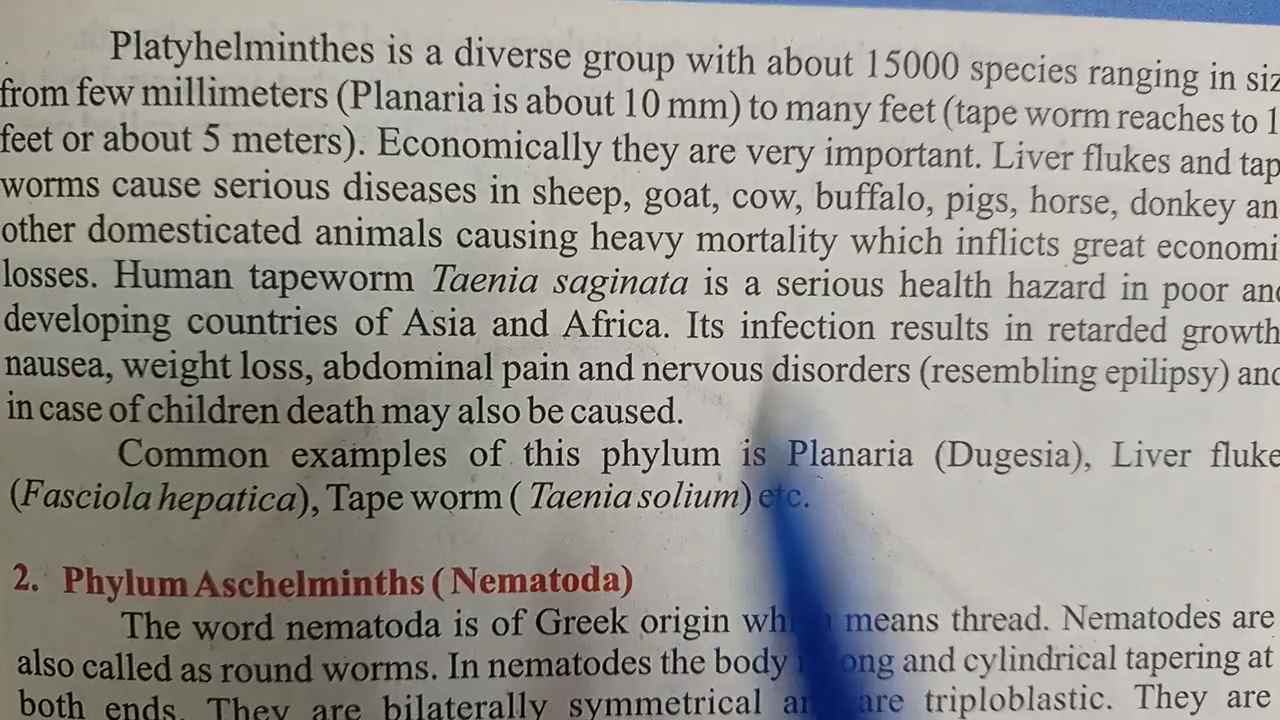 Platyhelminthes is a diverse group with about 15000 species ranging in siz
from few millimeters (Planaria is about 10 mm) to many feet (tape worm reaches to 1
feet or about 5 meters). Economically they are very important. Liver flukes and tap
worms cause serious diseases in sheep, goat, cow, buffalo, pigs, horse, donkey an
other domesticated animals causing heavy mortality which inflicts great economi
losses. Human tapeworm Taenia saginata is a serious health hazard in poor and
developing countries of Asia and Africa. Its infection results in retarded growth
nausea, weight loss, abdominal pain and nervous disorders (resembling epilipsy) and
in case of children death may also be caused.
Common examples of this phylum is Planaria (Dugesia), Liver fluke
(Fasciola hepatica), Tape worm ( Taenia solium) etc.
2. Phylum Aschelminths ( Nematoda)
The word nematoda is of Greek origin means thread. Nematodes are
also called as round worms. In nematodes the body and cylindrical tapering at
both ends. They are bilaterally symmetrical are triploblastic. They are